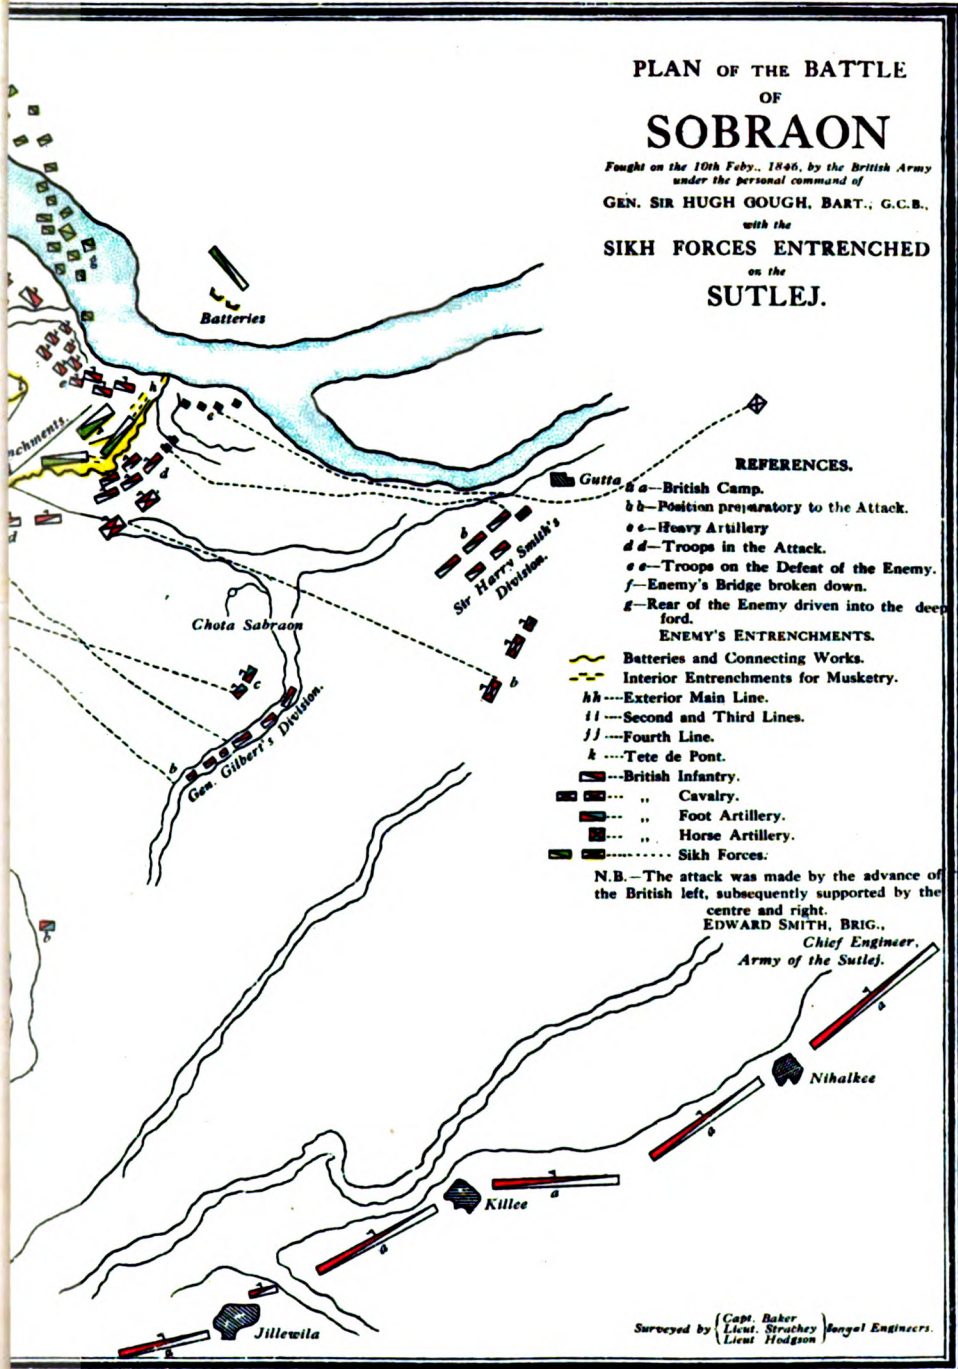 PLAN OF THE BATTLE
OF
SOBRAON
Fought on the 10th Feby., 1846, by the British Army
under the personal command of
GEN. SIR HUGH GOUGH, BART., G.C.B.,
with the
SIKH FORCES ENTRENCHED
on the
SUTLEJ.
Batteries
h
e
c
nchments.
d
d
Gutta
b
Sir Harry Smith's
Division.
Chota Sabraon
c
b
b
Gen. Gilbert's Division.
REFERENCES.
a a—British Camp.
b b—Position preparatory to the Attack.
c c—Heavy Artillery
d d—Troops in the Attack.
e e—Troops on the Defeat of the Enemy.
f—Enemy's Bridge broken down.
g—Rear of the Enemy driven into the deep
ford.
ENEMY'S ENTRENCHMENTS.
Batteries and Connecting Works.
Interior Entrenchments for Musketry.
h h----Exterior Main Line.
i i ----Second and Third Lines.
j j ----Fourth Line.
k ----Tete de Pont.
---British Infantry.
--- ,, Cavalry.
--- ,, Foot Artillery.
--- ,, Horse Artillery.
Sikh Forces.
N.B.—The attack was made by the advance of
the British left, subsequently supported by the
centre and right.
EDWARD SMITH, BRIG.,
Chief Engineer,
Army of the Sutlej.
b
a
Nihalkee
a
a
Killee
a
Jillewila
a
Surveyed by { Capt. Baker
Lieut. Strachey
Lieut Hodgson } Bengal Engineers.